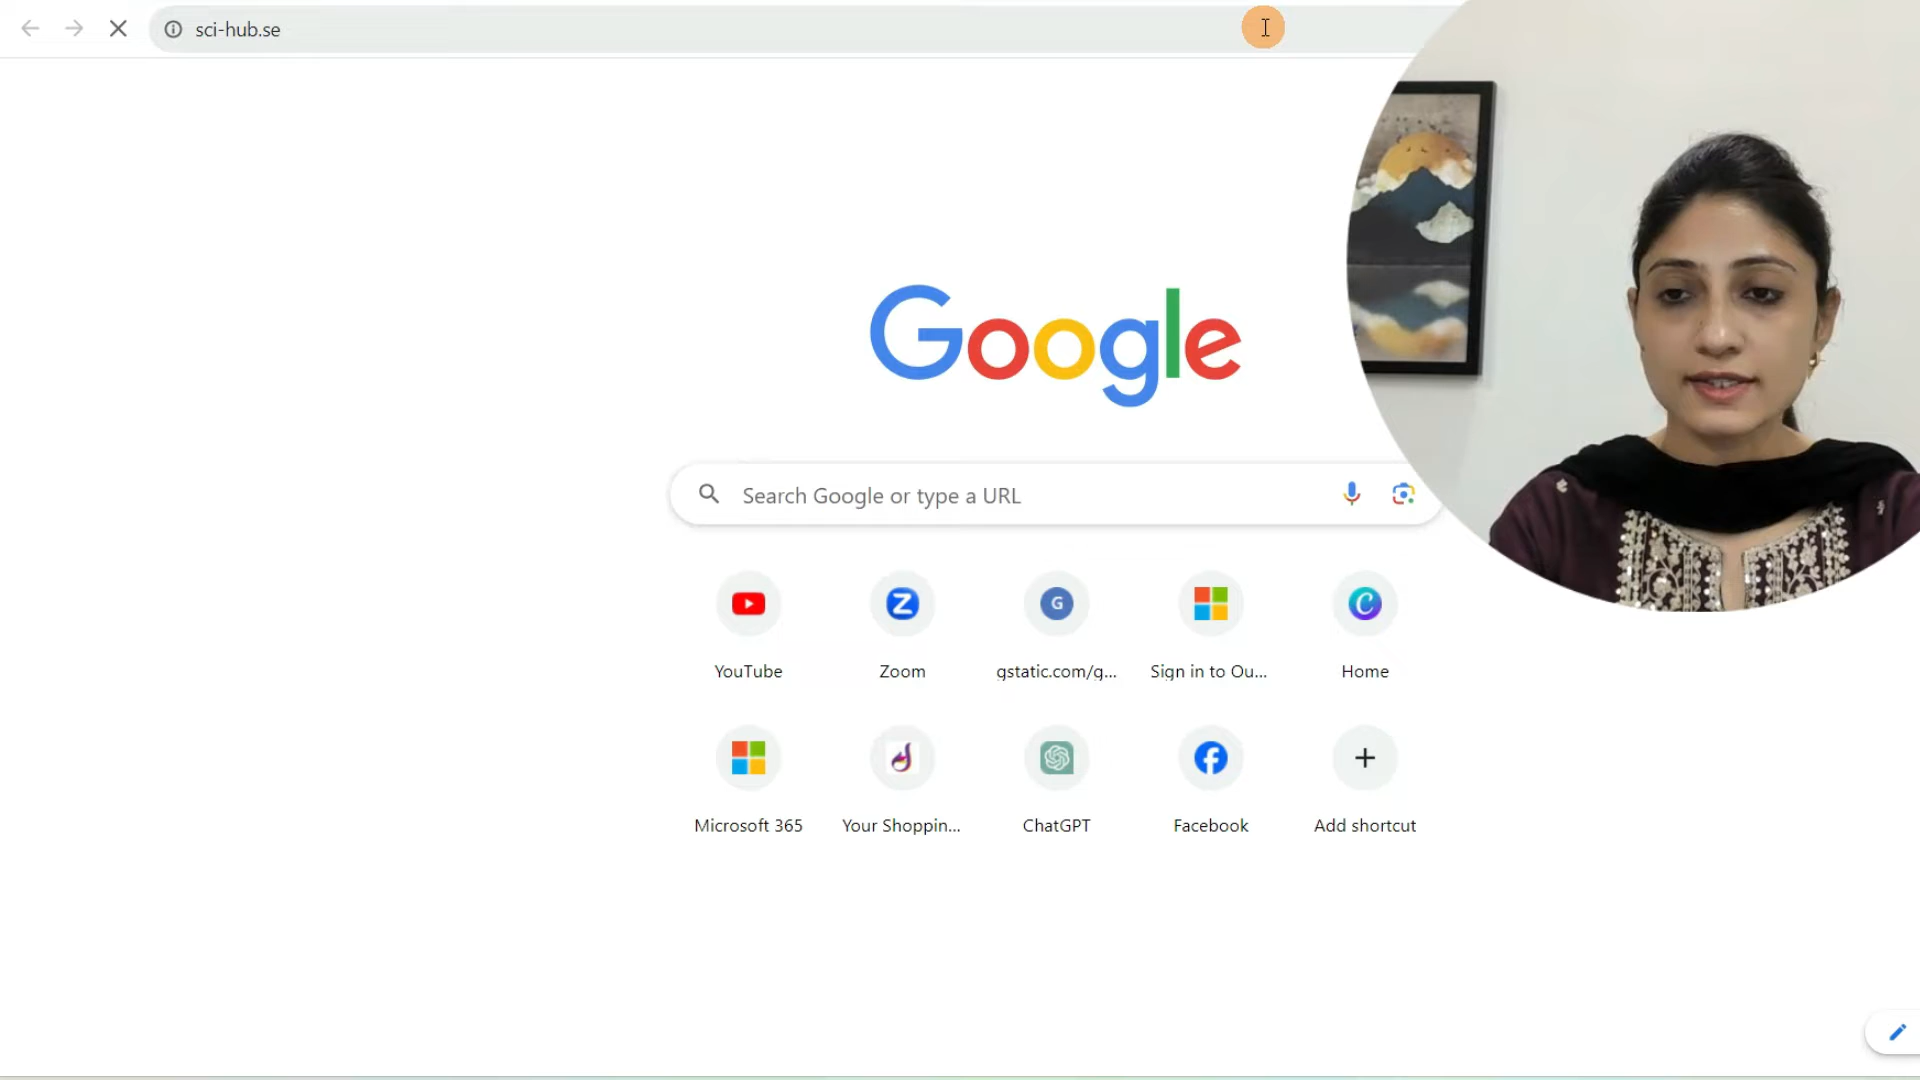 sci-hub.se
Google
Search Google or type a URL
YouTube
Zoom
G
gstatic.com/g...
Sign in to Ou...
Home
Microsoft 365
Your Shoppin...
ChatGPT
Facebook
Add shortcut